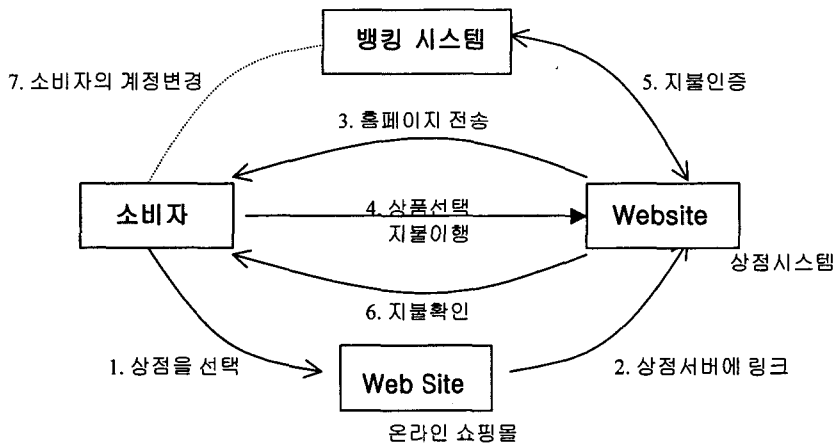 뱅킹 시스템
7. 소비자의 계정변경
5. 지불인증
3. 홈페이지 전송
소비자
4. 상품선택
지불이행
Website
상점시스템
6. 지불확인
1. 상점을 선택
Web Site
2. 상점서버에 링크
온라인 쇼핑몰